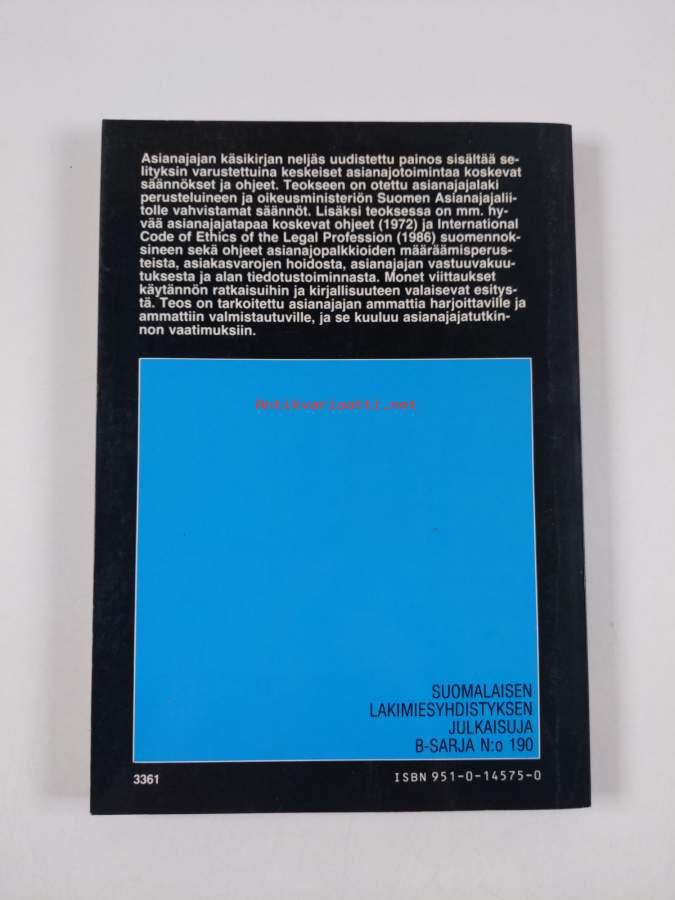 Asianajajan käsikirjan neljäs uudistettu painos sisältää se-
lityksin varustettuina keskeiset asianajotoimintaa koskevat
säännökset ja ohjeet. Teokseen on otettu asianajajalaki
perusteluineen ja oikeusministeriön Suomen Asianajajalii-
tolle vahvistamat säännöt. Lisäksi teoksessa on mm. hy-
vää asianajajatapaa koskevat ohjeet (1972) ja International
Code of Ethics of the Legal Profession (1986) suomennok-
sineen sekä ohjeet asianajopalkkioiden määräämisperus-
teista, asiakasvarojen hoidosta, asianajajan vastuuvakuu-
tuksesta ja alan tiedotustoiminnasta. Monet viittaukset
käytännön ratkaisuihin ja kirjallisuuteen valaisevat esitys-
tä. Teos on tarkoitettu asianajajan ammattia harjoittaville ja
ammattiin valmistautuville, ja se kuuluu asianajajatutkin-
non vaatimuksiin.
Antikvariaatti.net
SUOMALAISEN
LAKIMIESYHDISTYKSEN
JULKAISUJA
B-SARJA N:o 190
3361
ISBN 951-0-14575-0